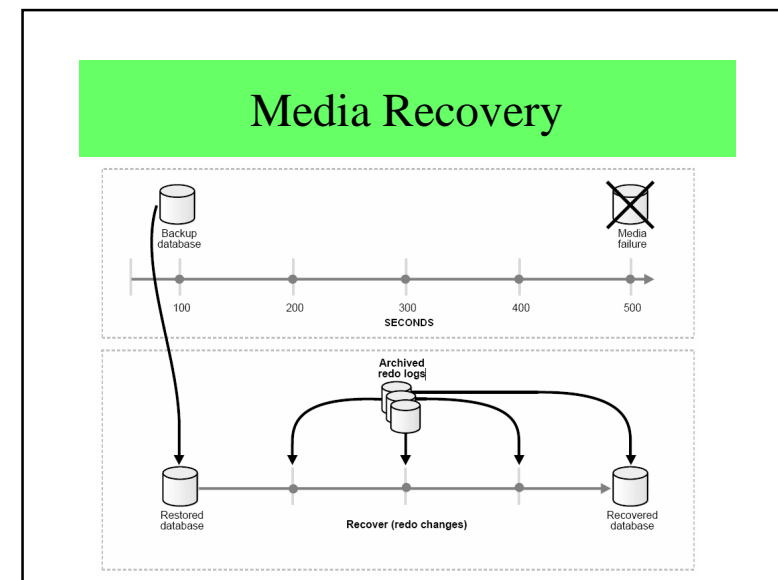 Media Recovery
Backup
database
Media
failure
100
200
300
400
500
SECONDS
Archived
redo logs
Restored
database
Recover (redo changes)
Recovered
database